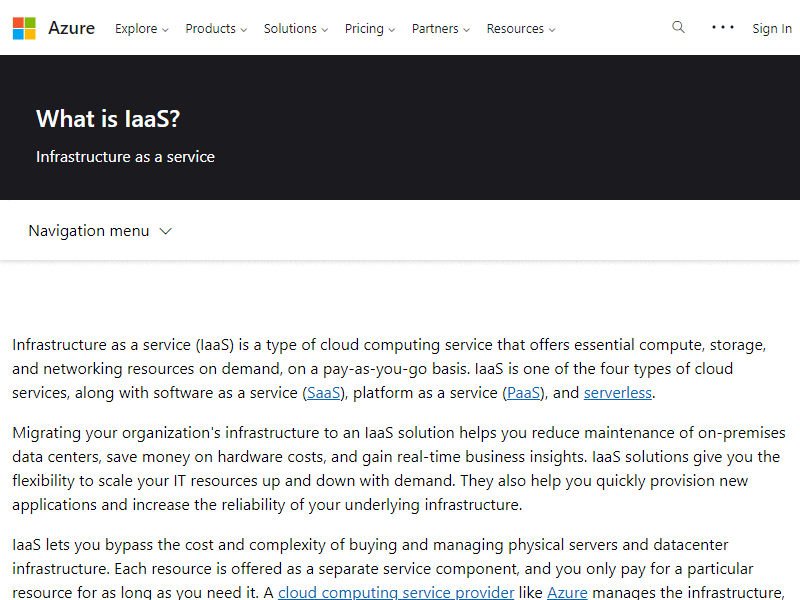 Azure Explore Products Solutions Pricing Partners Resources Sign In
What is IaaS?
Infrastructure as a service
Navigation menu
Infrastructure as a service (IaaS) is a type of cloud computing service that offers essential compute, storage,
and networking resources on demand, on a pay-as-you-go basis. IaaS is one of the four types of cloud
services, along with software as a service (SaaS), platform as a service (PaaS), and serverless.
Migrating your organization's infrastructure to an IaaS solution helps you reduce maintenance of on-premises
data centers, save money on hardware costs, and gain real-time business insights. IaaS solutions give you the
flexibility to scale your IT resources up and down with demand. They also help you quickly provision new
applications and increase the reliability of your underlying infrastructure.
IaaS lets you bypass the cost and complexity of buying and managing physical servers and datacenter
infrastructure. Each resource is offered as a separate service component, and you only pay for a particular
resource for as long as you need it. A cloud computing service provider like Azure manages the infrastructure,